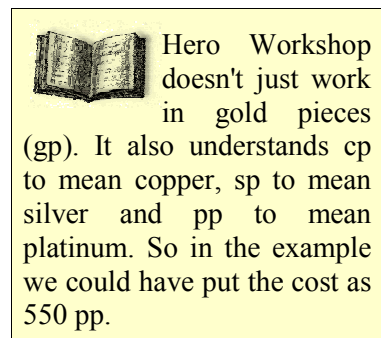 Hero Workshop
doesn't just work
in gold pieces
(gp). It also understands cp
to mean copper, sp to mean
silver and pp to mean
platinum. So in the example
we could have put the cost as
550 pp.